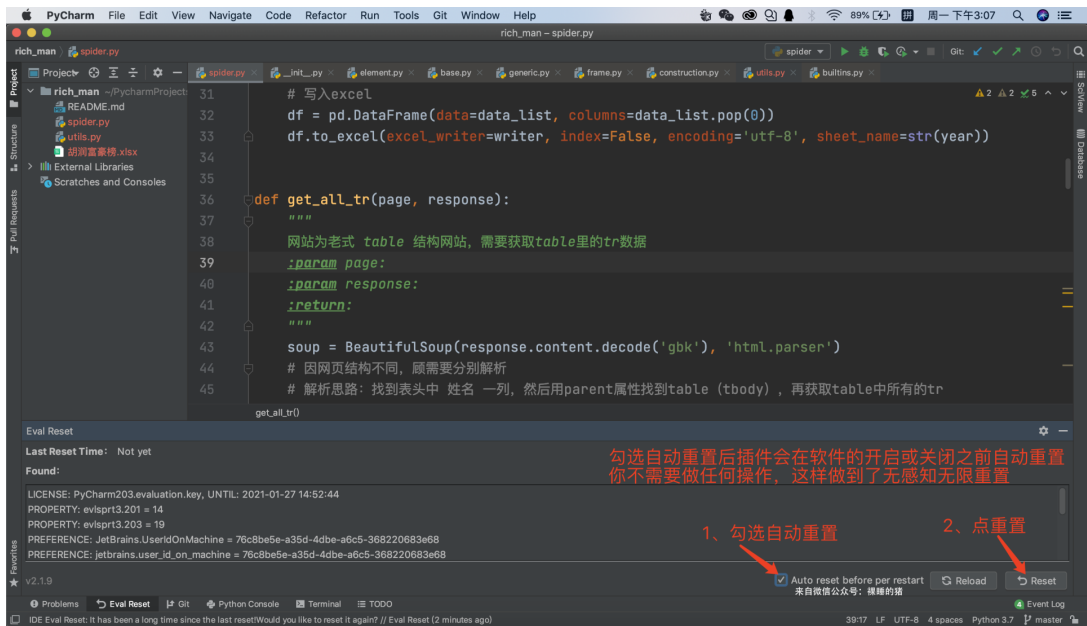 PyCharm File Edit View Navigate Code Refactor Run Tools Git Window Help 89% 拼 周一下午3:07
rich_man – spider.py
rich_man spider.py spider Git:
Project spider.py __init__.py element.py base.py generic.py frame.py construction.py utils.py builtins.py
Project
Structure
Pull Requests
Favorites
SciView
Database
rich_man ~/PycharmProject
README.md
spider.py
utils.py
胡润富豪榜.xlsx
External Libraries
Scratches and Consoles
2 2 5
31 # 写入excel
32 df = pd.DataFrame(data=data_list, columns=data_list.pop(0))
33 df.to_excel(excel_writer=writer, index=False, encoding='utf-8', sheet_name=str(year))
34
35
36 def get_all_tr(page, response):
37 """
38 网站为老式 table 结构网站，需要获取table里的tr数据
39 :param page:
40 :param response:
41 :return:
42 """
43 soup = BeautifulSoup(response.content.decode('gbk'), 'html.parser')
44 # 因网页结构不同，顾需要分别解析
45 # 解析思路：找到表头中 姓名 一列，然后用parent属性找到table（tbody），再获取table中所有的tr
get_all_tr()
Eval Reset
Last Reset Time: Not yet
Found:
勾选自动重置后插件会在软件的开启或关闭之前自动重置
你不需要做任何操作，这样做到了无感知无限重置
LICENSE: PyCharm203.evaluation.key, UNTIL: 2021-01-27 14:52:44
PROPERTY: evlsprt3.201 = 14
PROPERTY: evlsprt3.203 = 19
PREFERENCE: JetBrains.UserIdOnMachine = 76c8be5e-a35d-4dbe-a6c5-368220683e68
PREFERENCE: jetbrains.user_id_on_machine = 76c8be5e-a35d-4dbe-a6c5-368220683e68
1、勾选自动重置
2、点重置
v2.1.9 Auto reset before per restart Reload Reset
来自微信公众号：裸睡的猪
Problems Eval Reset Git Python Console Terminal TODO 4 Event Log
IDE Eval Reset: It has been a long time since the last reset!Would you like to reset it again? // Eval Reset (2 minutes ago) 39:17 LF UTF-8 4 spaces Python 3.7 master